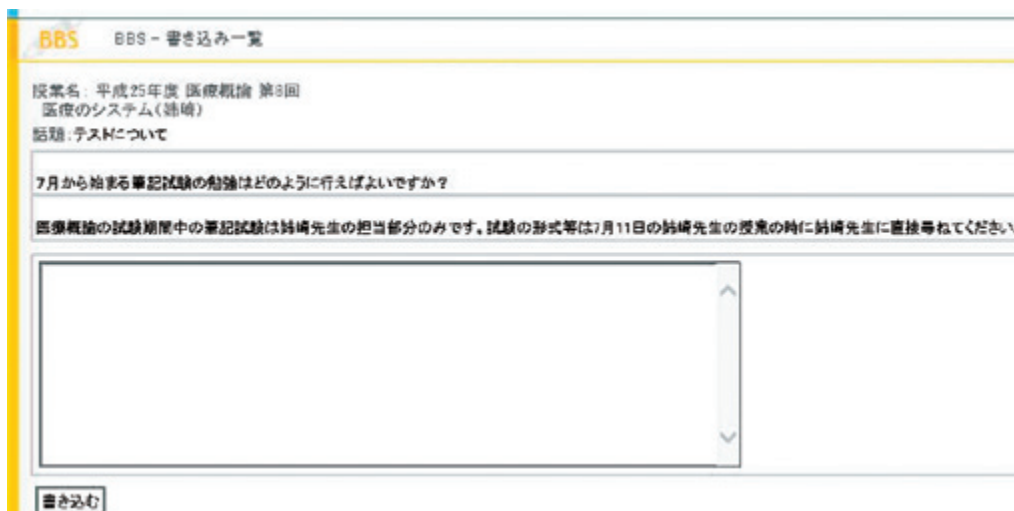 BBS BBS - 書き込み一覧
授業名: 平成25年度 医療概論 第8回
医療のシステム(姉崎)
話題:テストについて
7月から始まる筆記試験の勉強はどのように行えばよいですか?
医療概論の試験期間中の筆記試験は姉崎先生の担当部分のみです。試験の形式等は7月11日の姉崎先生の授業の時に姉崎先生に直接尋ねてください
書き込む